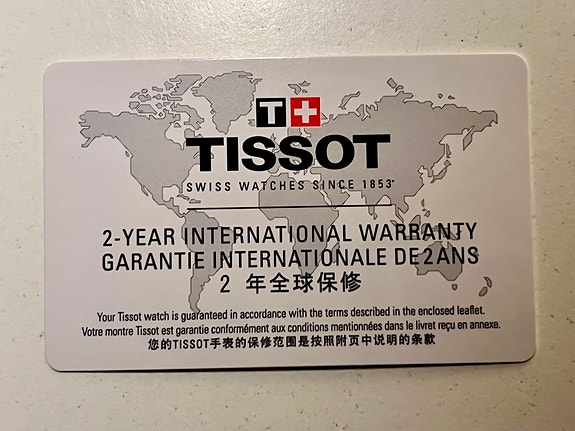 T+
TISSOT
SWISS WATCHES SINCE 1853
2-YEAR INTERNATIONAL WARRANTY
GARANTIE INTERNATIONALE DE 2 ANS
2 年全球保修
Your Tissot watch is guaranteed in accordance with the terms described in the enclosed leaflet.
Votre montre Tissot est garantie conformément aux conditions mentionnées dans le livret reçu en annexe.
您的TISSOT手表的保修范围是按照附页中说明的条款